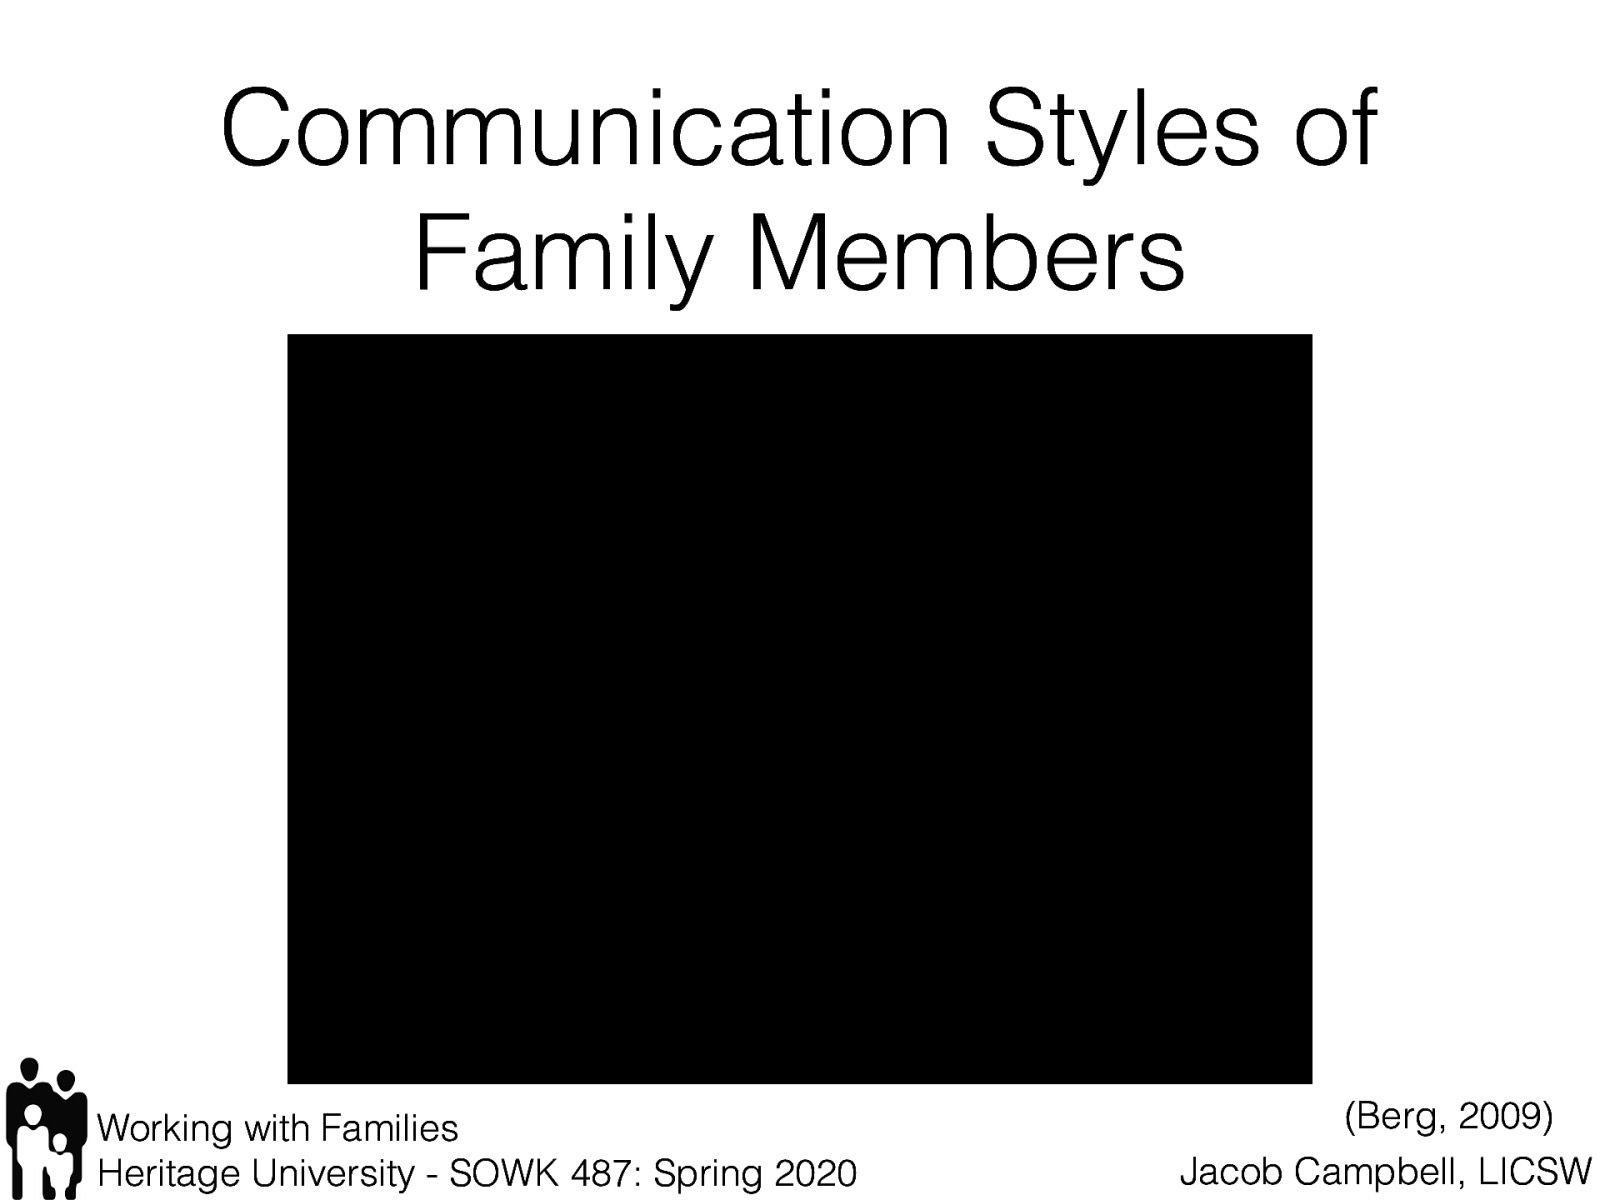 Communication Styles of
Family Members
(Berg, 2009)
Working with Families
Heritage University - SOWK 487: Spring 2020
Jacob Campbell, LICSW